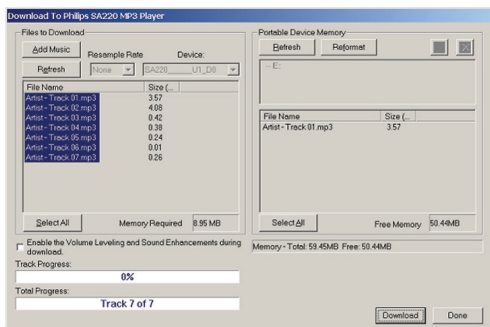 Download To Philips SA220 MP3 Player
Files to Download
Add Music
Resample Rate
Device:
Refresh
None
SA220____U1_D0
File Name Size (...
Artist - Track 01.mp3 3.57
Artist - Track 02.mp3 4.08
Artist - Track 03.mp3 0.42
Artist - Track 04.mp3 0.38
Artist - Track 05.mp3 0.24
Artist - Track 06.mp3 0.01
Artist - Track 07.mp3 0.26
Select All
Memory Required 8.95 MB
Enable the Volume Leveling and Sound Enhancements during
download.
Track Progress:
0%
Total Progress:
Track 7 of 7
Portable Device Memory
Refresh
Reformat
E:
File Name Size (...
Artist - Track 01.mp3 3.57
Select All
Free Memory 50.44MB
Memory - Total: 59.45MB Free: 50.44MB
Download
Done